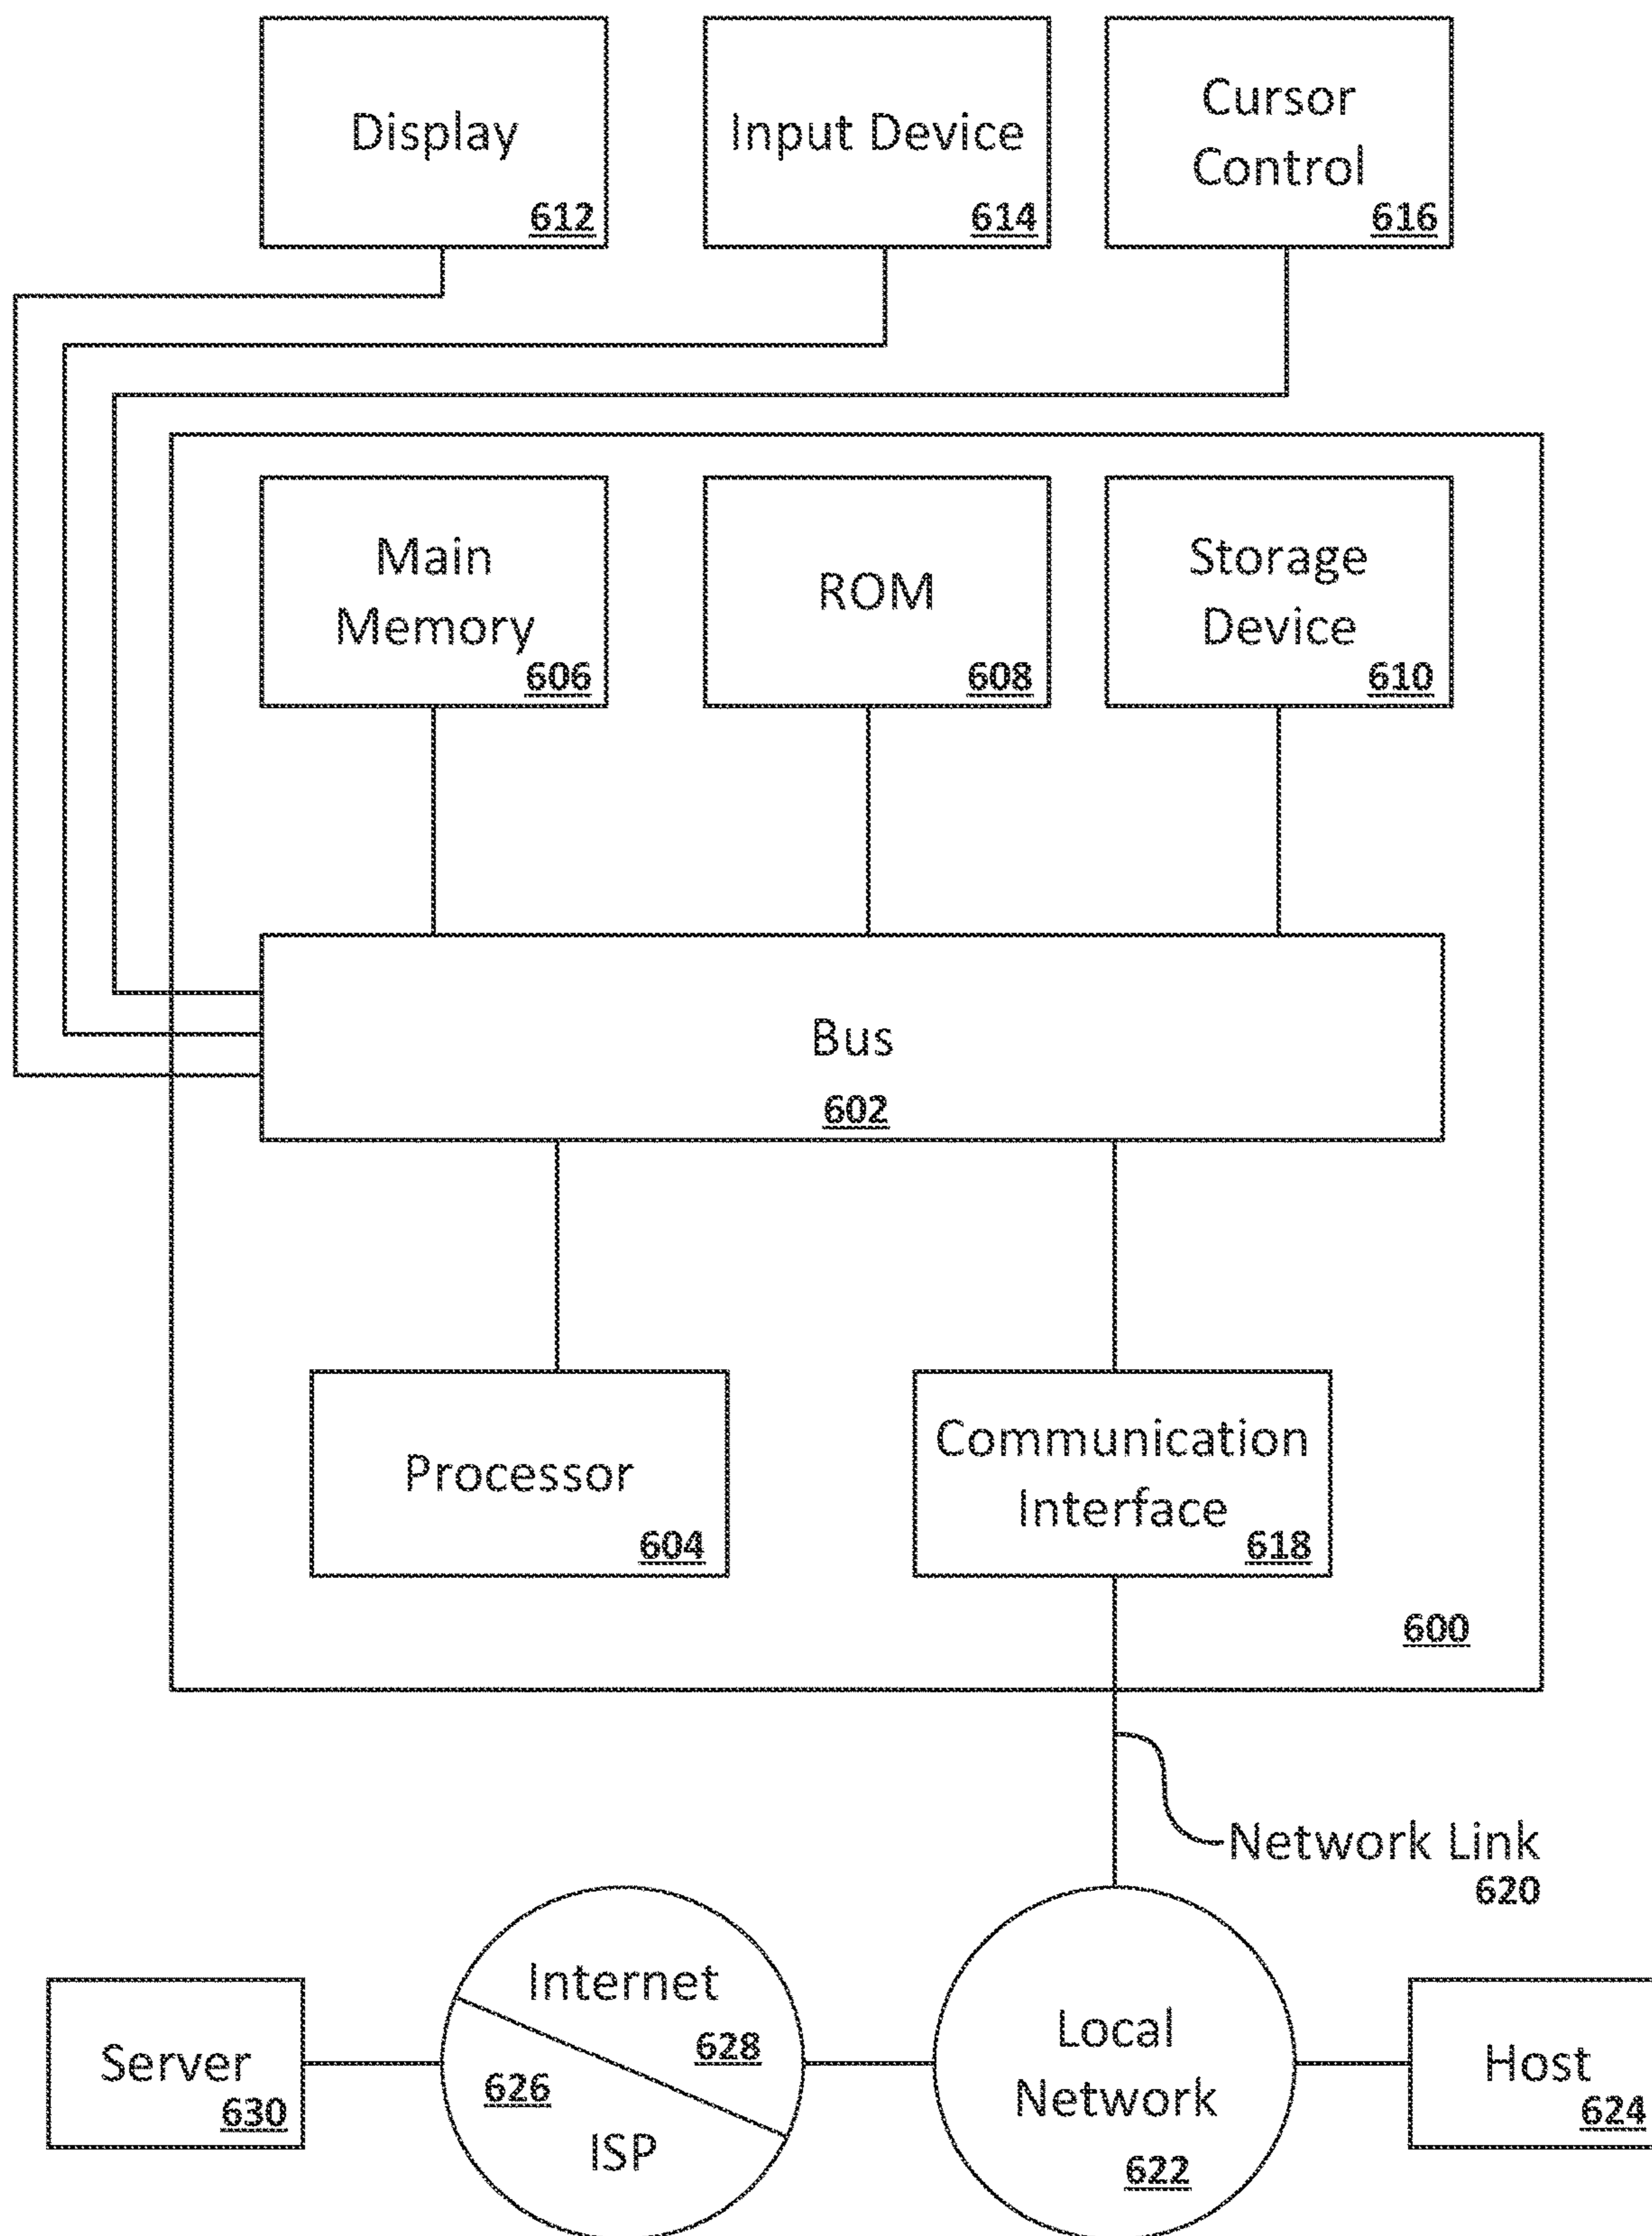 Display
612
Input Device
614
Cursor
Control
616
Main
Memory
606
ROM
608
Storage
Device
610
Bus
602
Processor
604
Communication
Interface
618
600
Network Link
620
Server
630
Internet
628
626
ISP
Local
Network
622
Host
624